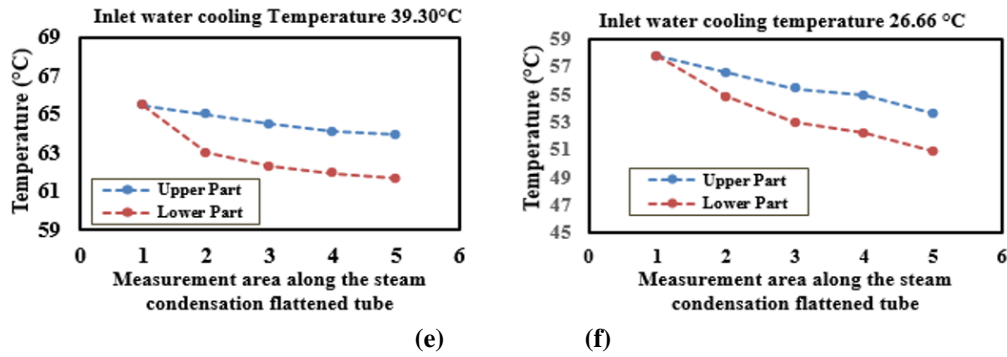 Inlet water cooling Temperature 39.30°C
69
67
65
63
61
59
Temperature (°C)
Upper Part
Lower Part
0 1 2 3 4 5 6
Measurement area along the steam
condensation flattened tube
(e)
Inlet water cooling temperature 26.66 °C
59
57
55
53
51
49
47
45
Temperature (°C)
Upper Part
Lower Part
0 1 2 3 4 5 6
Measurement area along the steam
condensation flattened tube
(f)